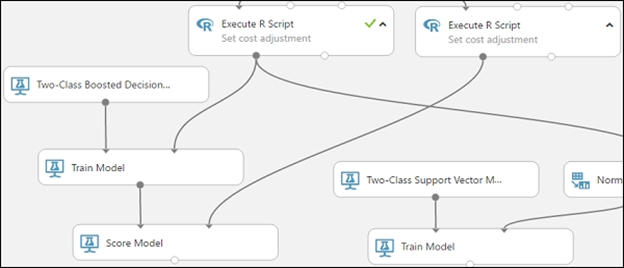 Execute R Script
Set cost adjustment
Execute R Script
Set cost adjustment
Two-Class Boosted Decision...
Train Model
Two-Class Support Vector M...
Norm
Score Model
Train Model